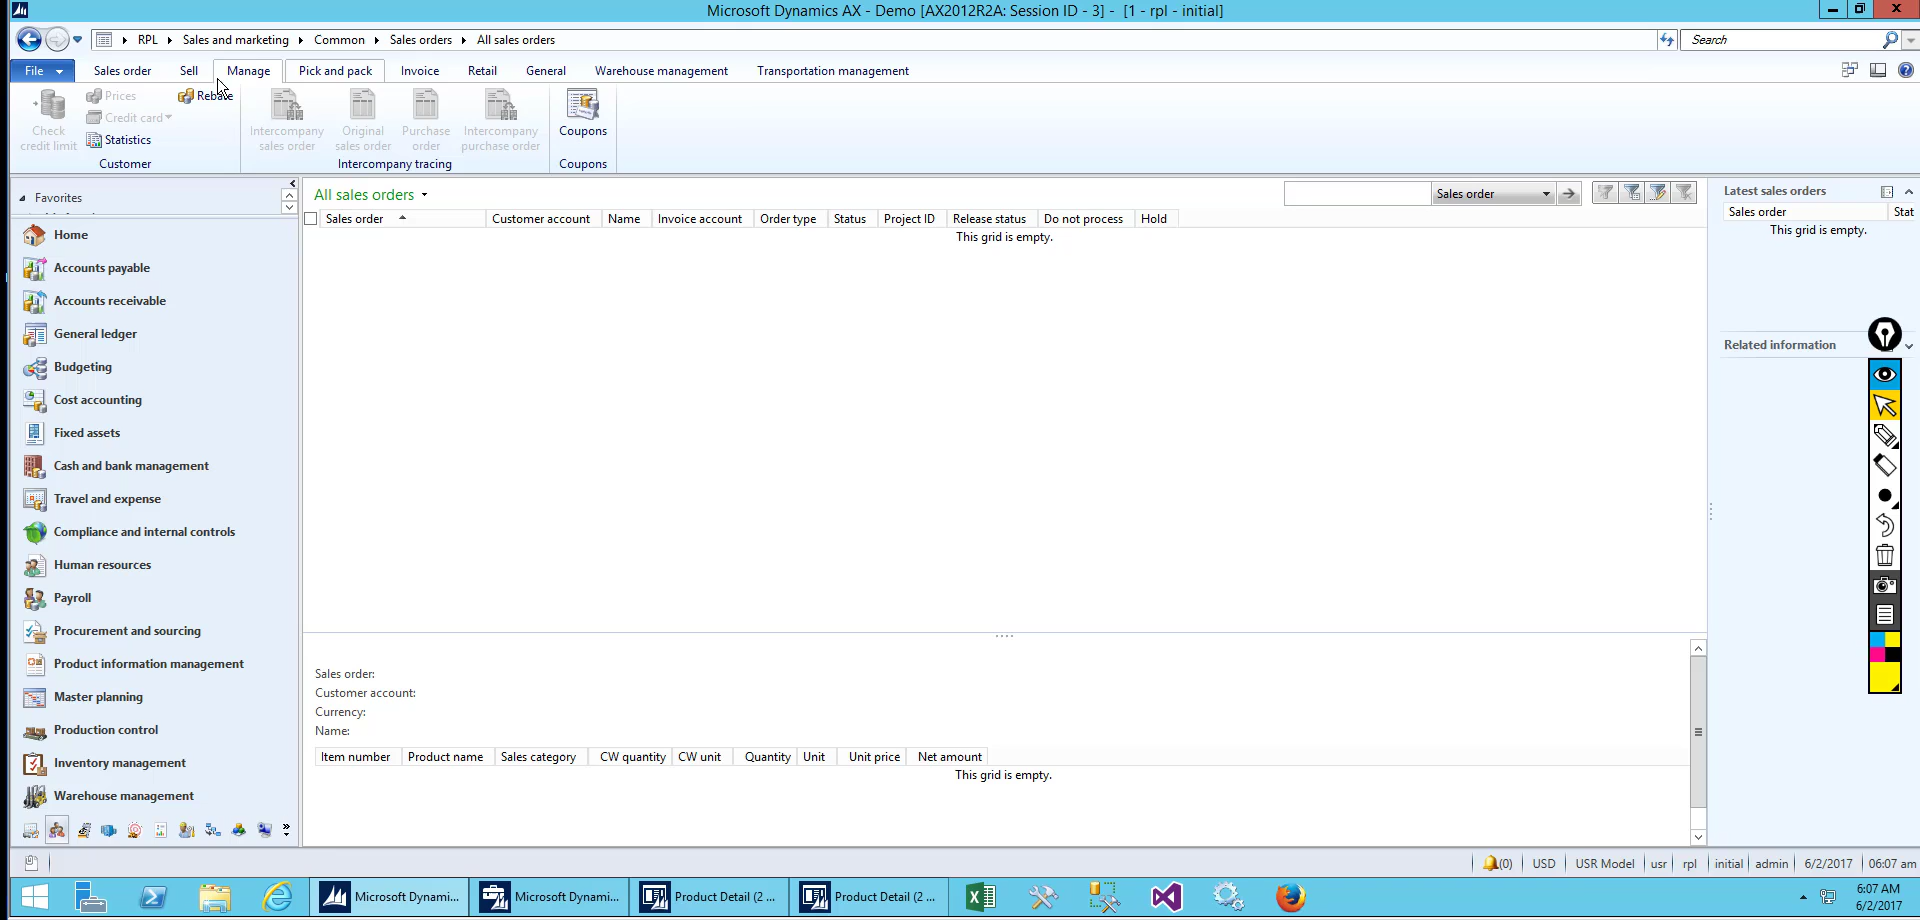 Microsoft Dynamics AX - Demo [AX2012R2A: Session ID - 3] - [1 - rpl - initial]
RPL Sales and marketing Common Sales orders All sales orders
Search
File Sales order Sell Manage Pick and pack Invoice Retail General Warehouse management Transportation management
Check credit limit
Prices
Credit card
Statistics
Rebate
Customer
Intercompany sales order
Original sales order
Purchase order
Intercompany purchase order
Intercompany tracing
Coupons
Coupons
Favorites
Home
Accounts payable
Accounts receivable
General ledger
Budgeting
Cost accounting
Fixed assets
Cash and bank management
Travel and expense
Compliance and internal controls
Human resources
Payroll
Procurement and sourcing
Product information management
Master planning
Production control
Inventory management
Warehouse management
All sales orders
Sales order
Sales order Customer account Name Invoice account Order type Status Project ID Release status Do not process Hold
This grid is empty.
Sales order:
Customer account:
Currency:
Name:
Item number Product name Sales category CW quantity CW unit Quantity Unit Unit price Net amount
This grid is empty.
Latest sales orders
Sales order Stat
This grid is empty.
Related information
(0) USD USR Model usr rpl initial admin 6/2/2017 06:07 am
Microsoft Dynami... Microsoft Dynami... Product Detail (2 ... Product Detail (2 ...
6:07 AM
6/2/2017